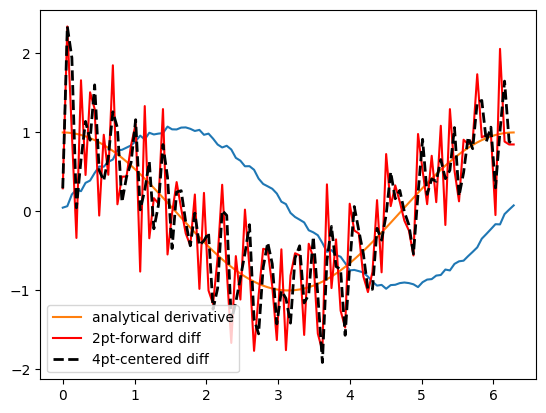 2
1
0
−1
−2
analytical derivative
2pt-forward diff
4pt-centered diff
0 1 2 3 4 5 6